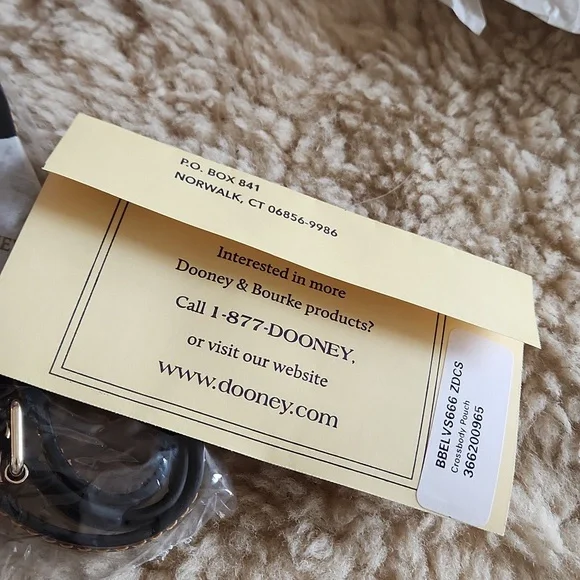 P.O. BOX 841
NORWALK, CT 06856-9986
Interested in more
Dooney & Bourke products?
Call 1-877-DOONEY,
or visit our website
www.dooney.com
BBELVS666 ZDCS
Crossbody Pouch
366200965